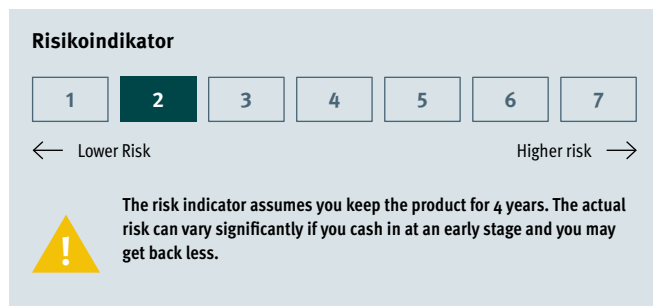 Risikoindikator
1 2 3 4 5 6 7
Lower Risk Higher risk
The risk indicator assumes you keep the product for 4 years. The actual
risk can vary significantly if you cash in at an early stage and you may
get back less.
!